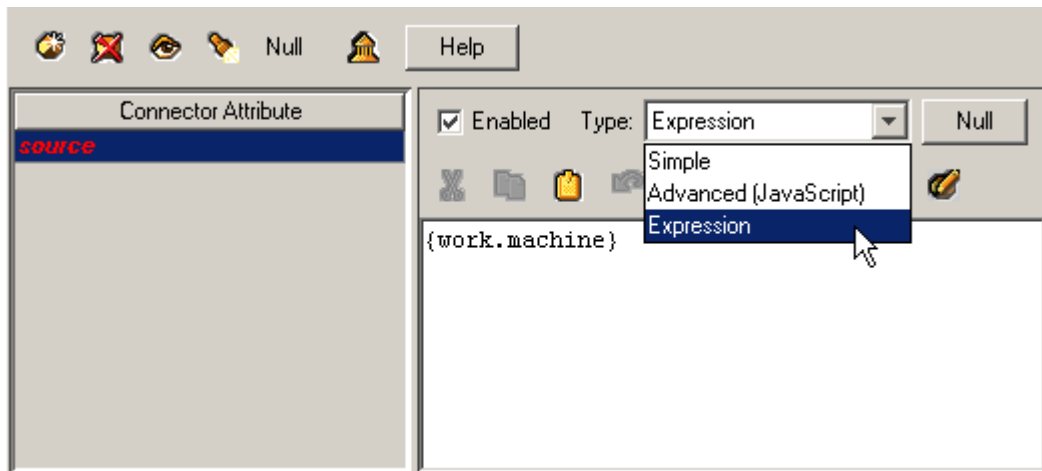 Null Help
Connector Attribute
source
Enabled Type: Expression Null
Simple
Advanced (JavaScript)
Expression
{work.machine}